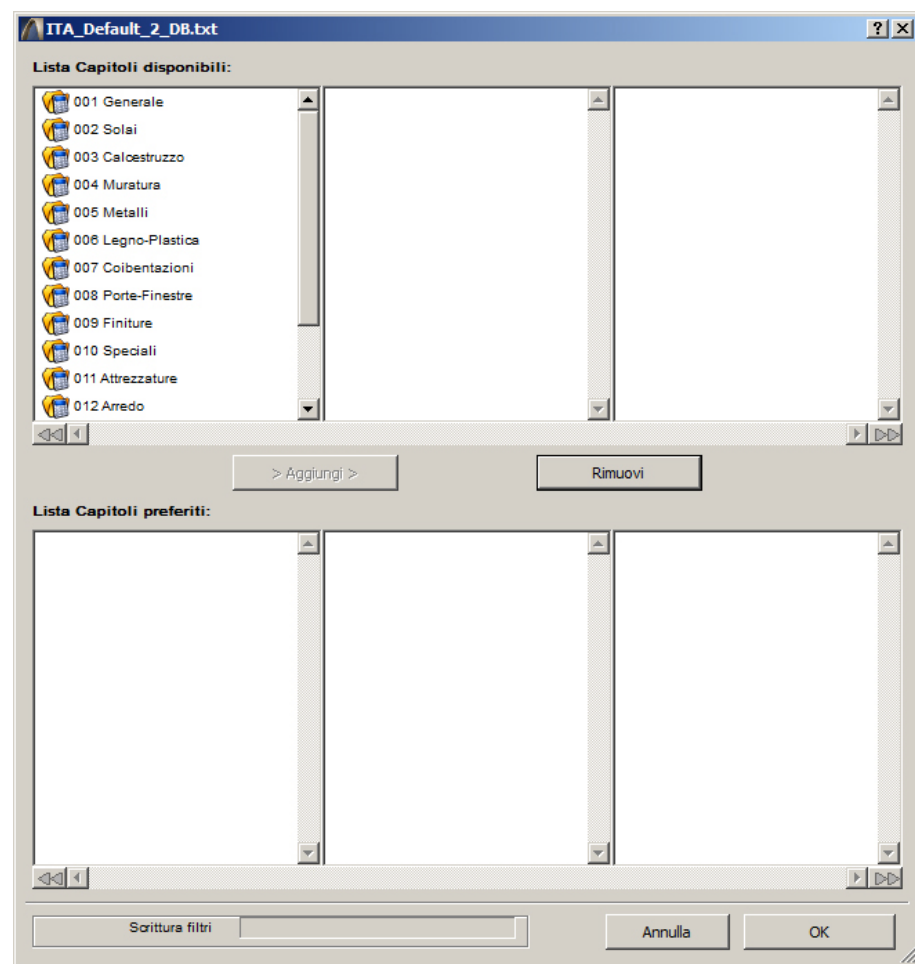 ITA_Default_2_DB.txt
Lista Capitoli disponibili:
001 Generale
002 Solai
003 Calcestruzzo
004 Muratura
005 Metalli
006 Legno-Plastica
007 Coibentazioni
008 Porte-Finestre
009 Finiture
010 Speciali
011 Attrezzature
012 Arredo
> Aggiungi >
Rimuovi
Lista Capitoli preferiti:
Scrittura filtri
Annulla
OK